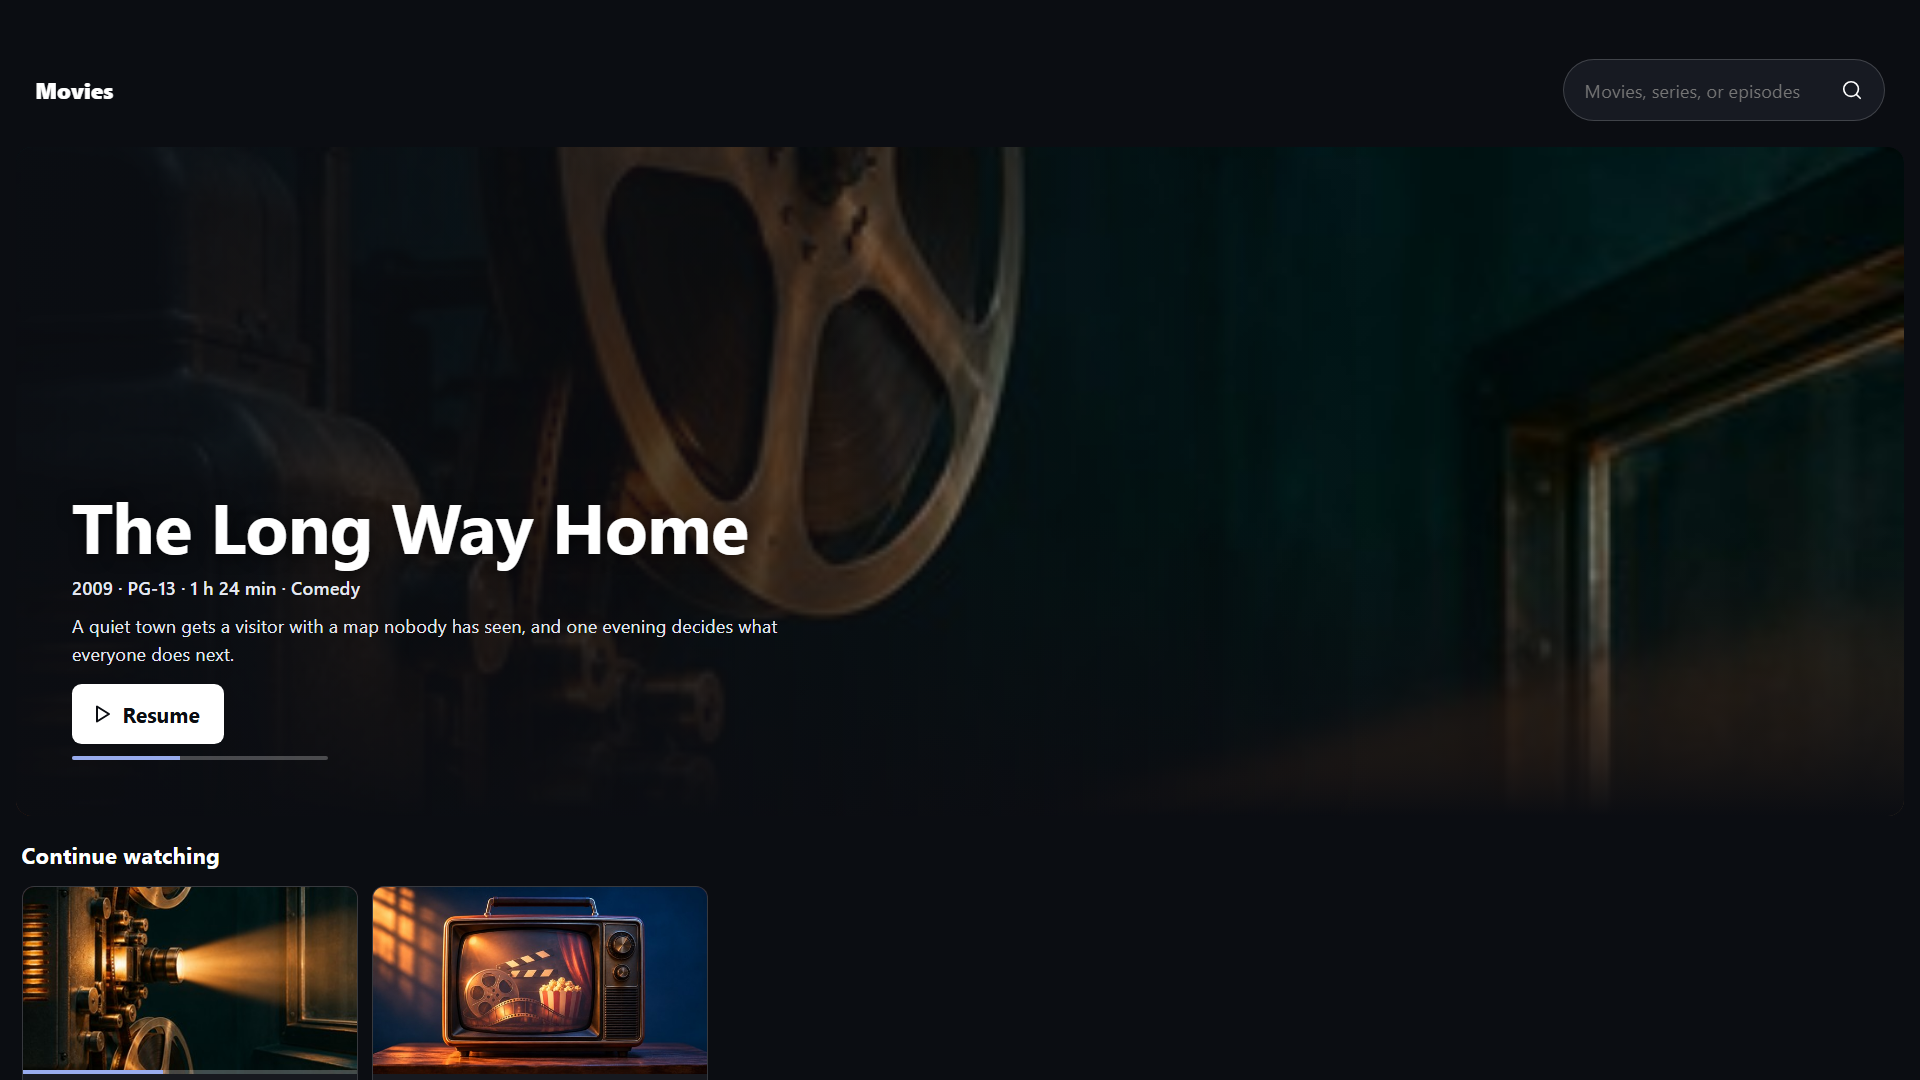 Movies
Movies, series, or episodes
The Long Way Home
2009 · PG-13 · 1 h 24 min · Comedy
A quiet town gets a visitor with a map nobody has seen, and one evening decides what
everyone does next.
Resume
Continue watching